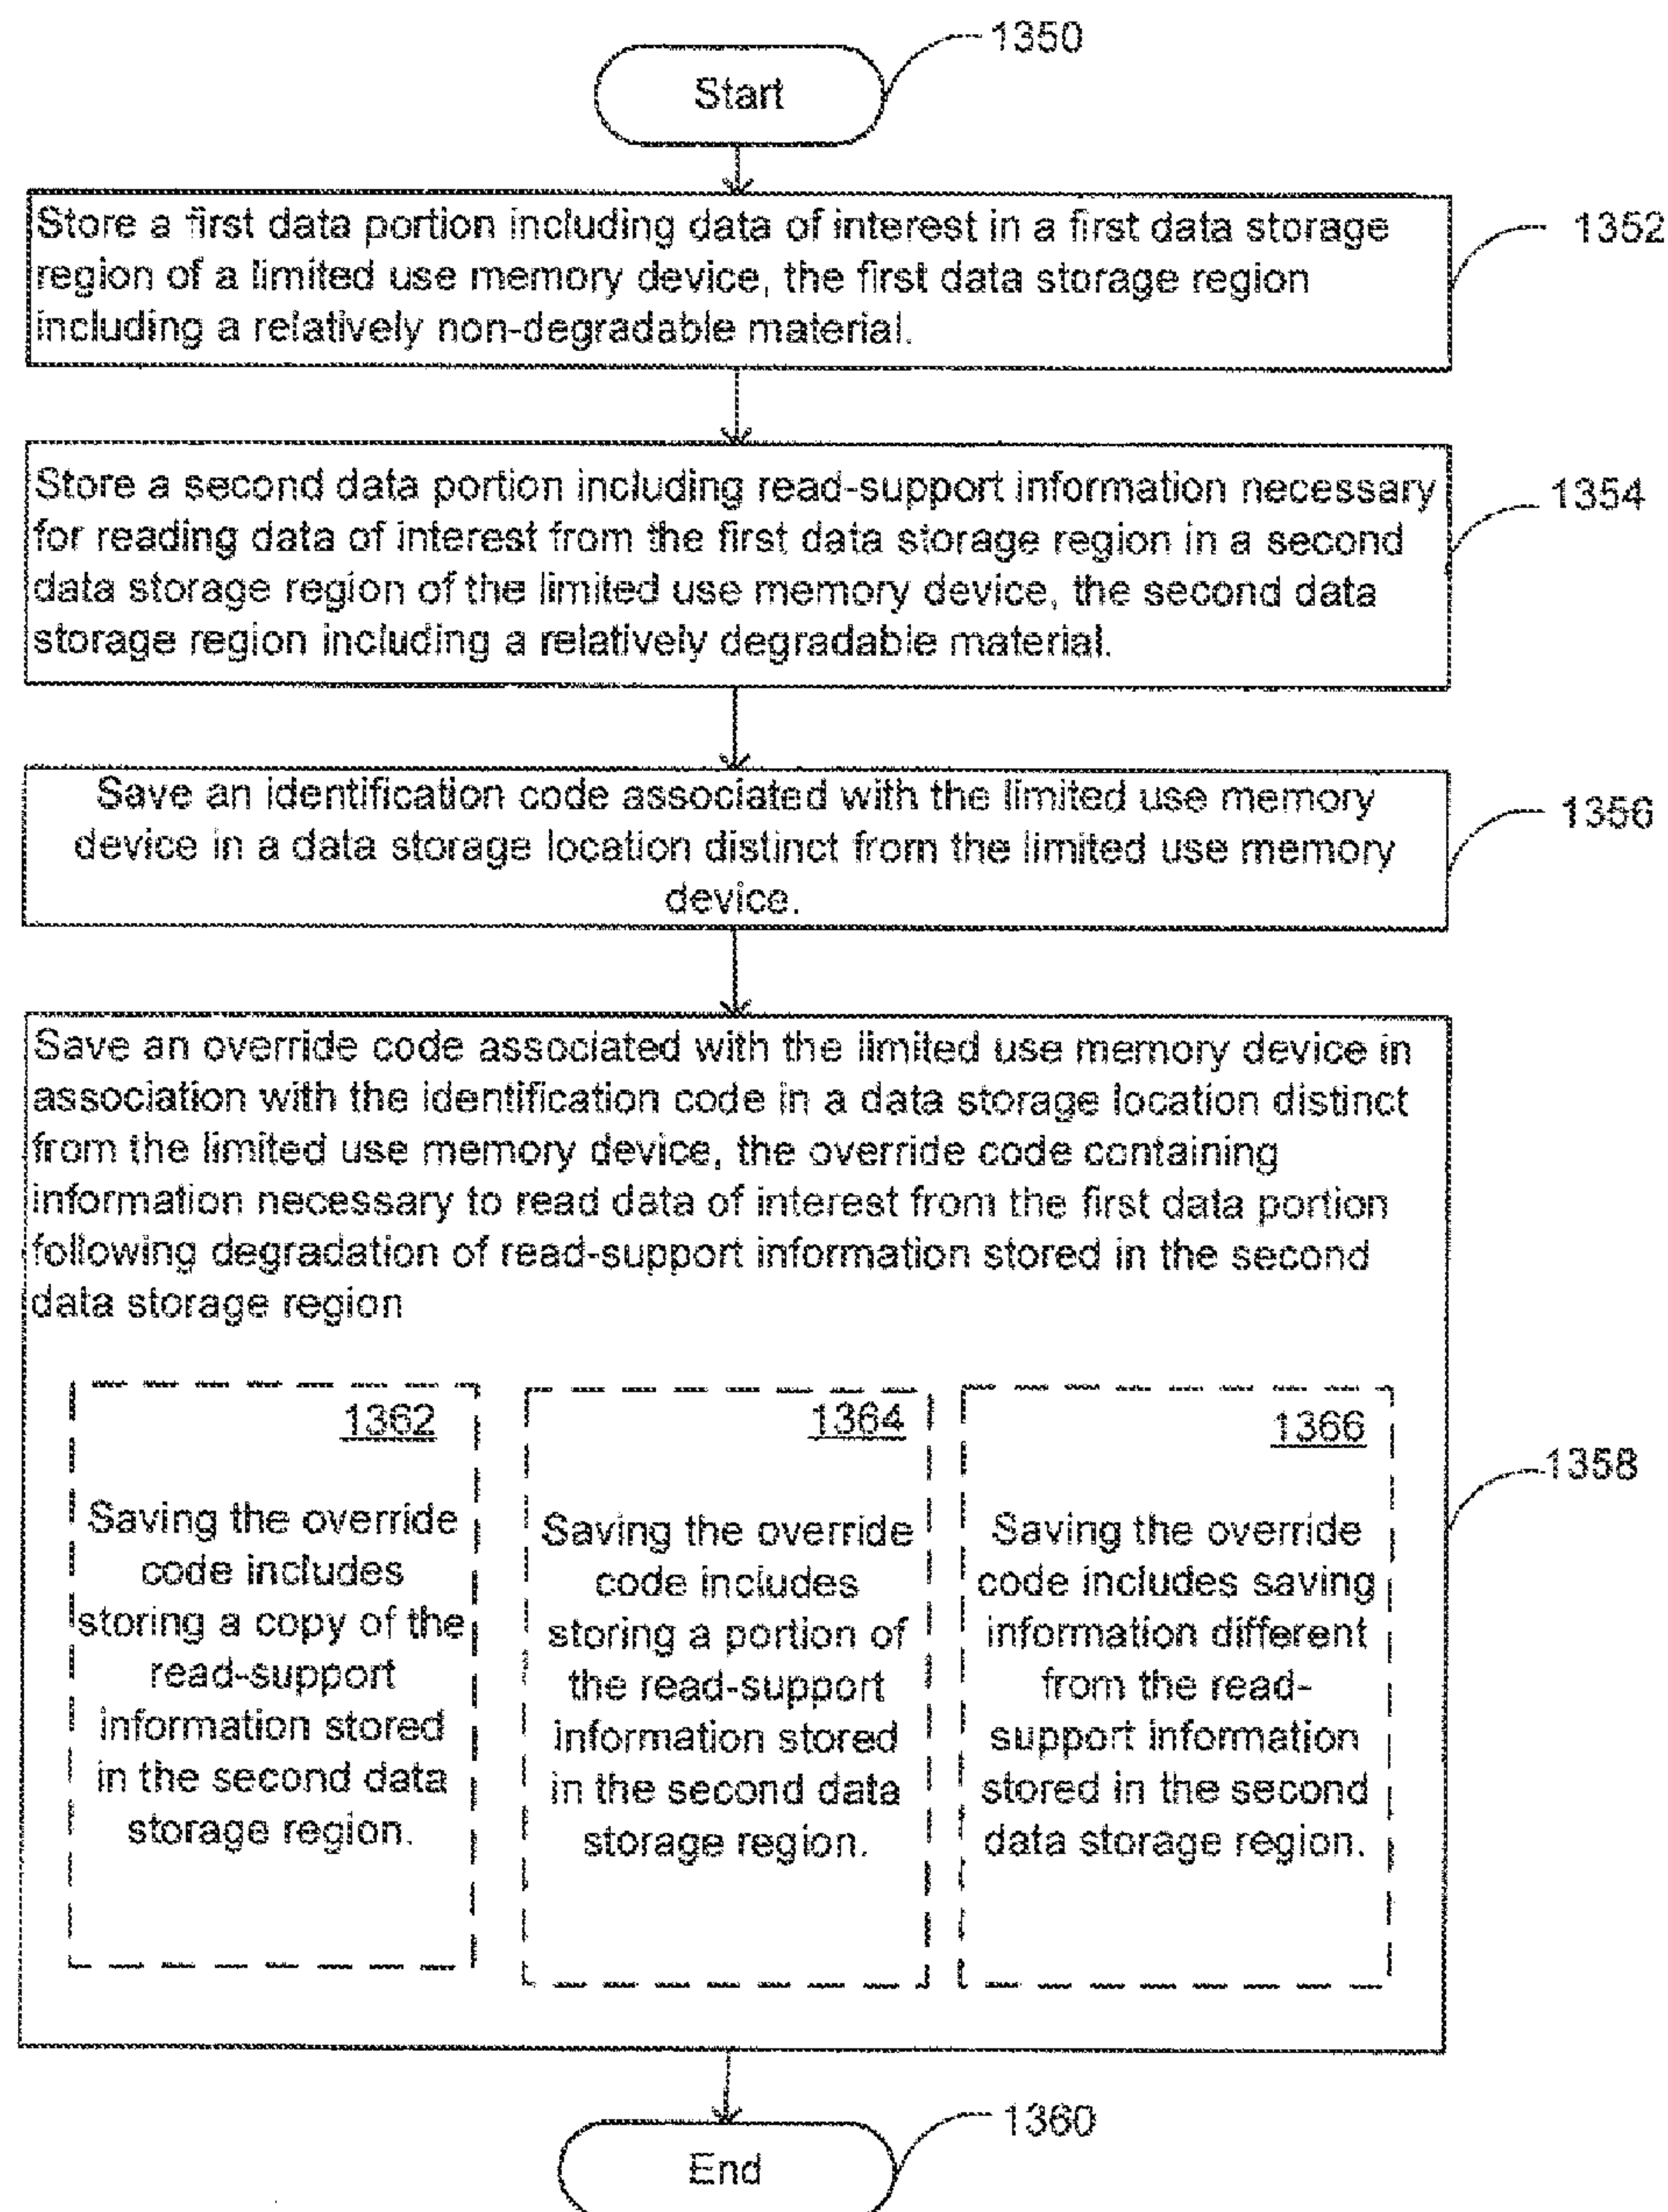 1350
Start
1352
Store a first data portion including data of interest in a first data storage
region of a limited use memory device, the first data storage region
including a relatively non-degradable material.
1354
Store a second data portion including read-support information necessary
for reading data of interest from the first data storage region in a second
data storage region of the limited use memory device, the second data
storage region including a relatively degradable material.
1356
Save an identification code associated with the limited use memory
device in a data storage location distinct from the limited use memory
device.
Save an override code associated with the limited use memory device in
association with the identification code in a data storage location distinct
from the limited use memory device, the override code containing
information necessary to read data of interest from the first data portion
following degradation of read-support information stored in the second
data storage region
1358
1362
Saving the override
code includes
storing a copy of the
read-support
information stored
in the second data
storage region.
1364
Saving the override
code includes
storing a portion of
the read-support
information stored
in the second data
storage region.
1366
Saving the override
code includes saving
information different
from the read-
support information
stored in the second
data storage region.
1360
End